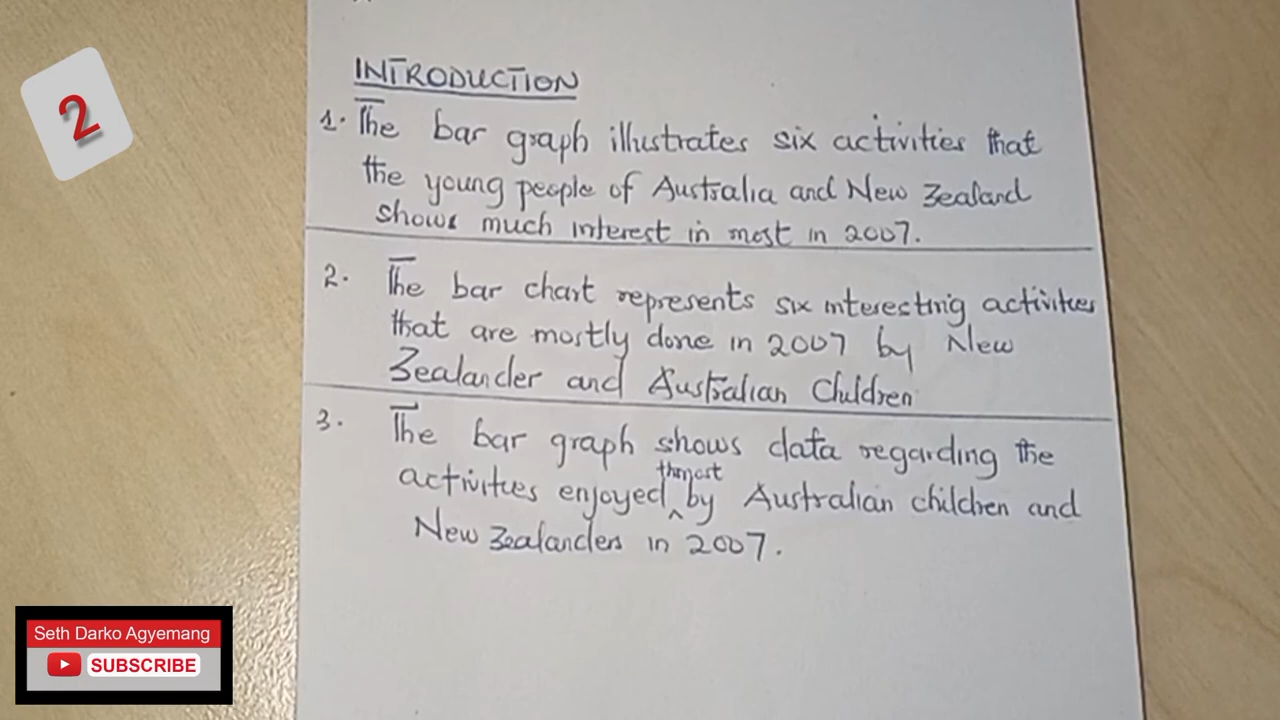 2
INTRODUCTION
1. The bar graph illustrates six activities that
the young people of Australia and New Zealand
shows much interest in most in 2007.
2. The bar chart represents six interesting activities
that are mostly done in 2007 by New
Zealander and Australian Children
3. The bar graph shows data regarding the
activities enjoyed the most by Australian children and
New Zealanders in 2007.
Seth Darko Agyemang
SUBSCRIBE